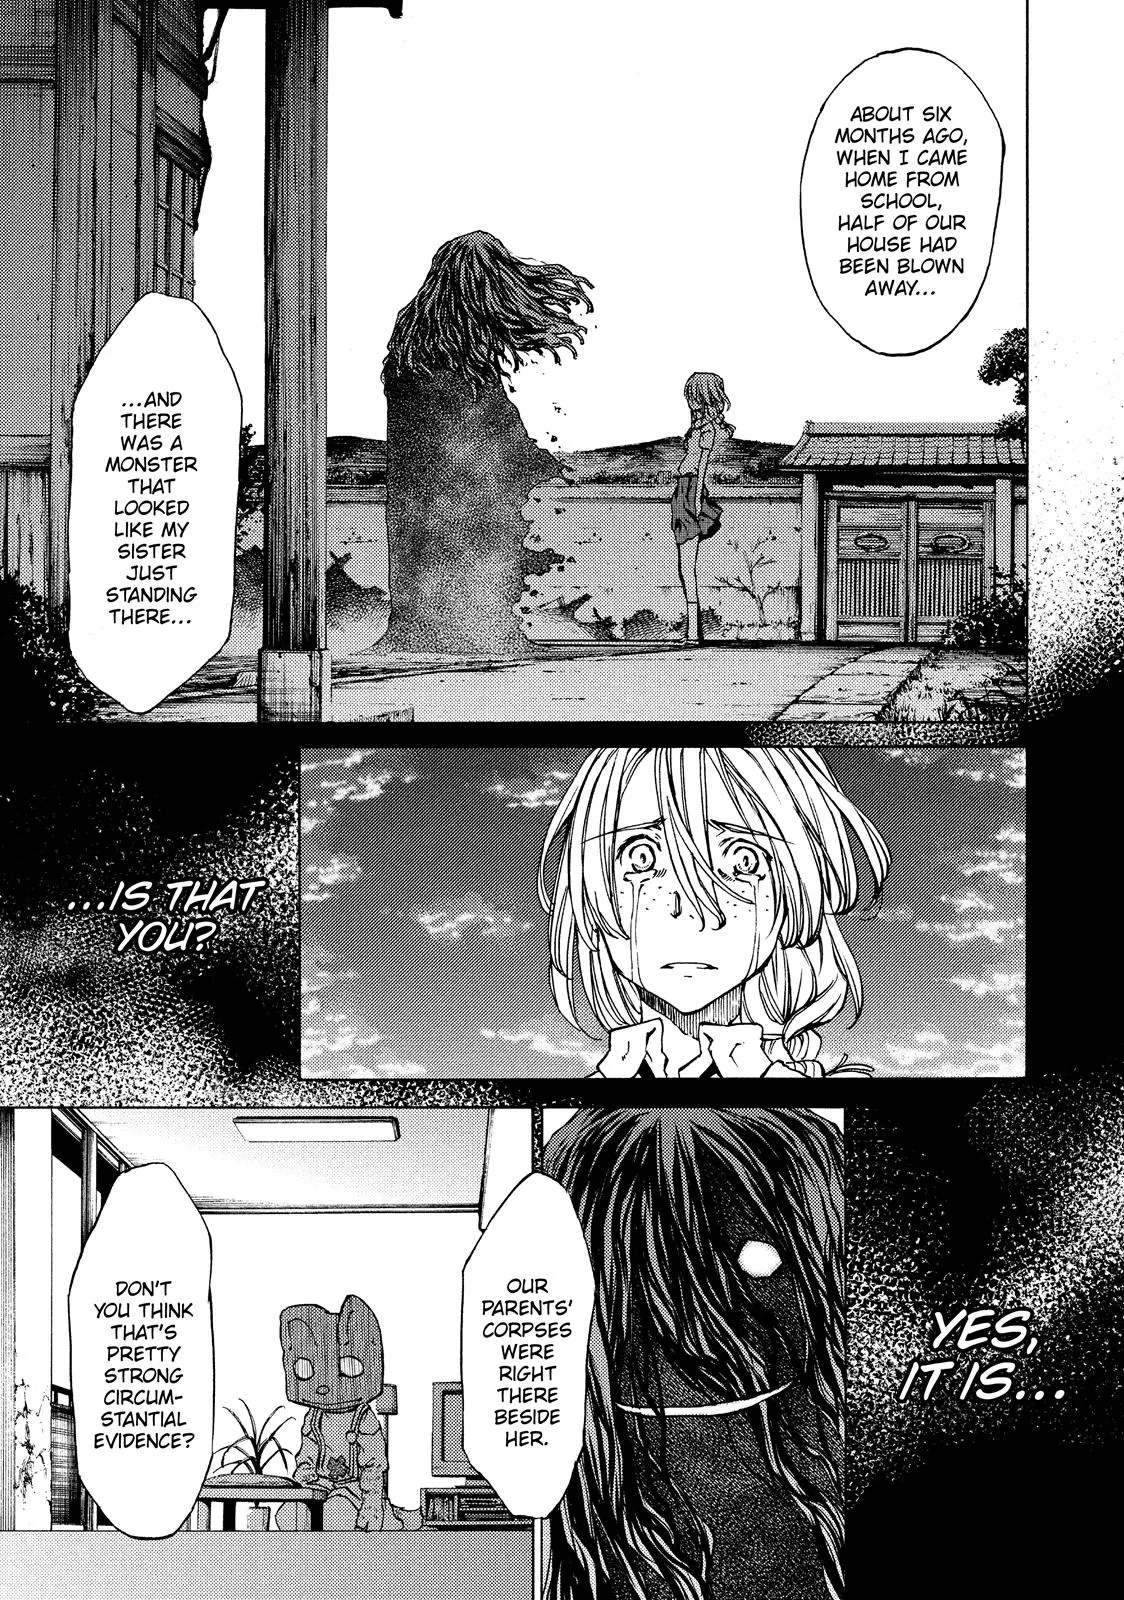 ABOUT SIX
MONTHS AGO,
WHEN I CAME
HOME FROM
SCHOOL,
HALF OF OUR
HOUSE HAD
BEEN BLOWN
AWAY...
...AND
THERE
WAS A
MONSTER
THAT
LOOKED
LIKE MY
SISTER
JUST
STANDING
THERE...
...IS THAT
YOU?
YES,
IT IS...
OUR
PARENTS'
CORPSES
WERE
RIGHT
THERE
BESIDE
HER.
DON'T
YOU THINK
THAT'S
PRETTY
STRONG
CIRCUM-
STANTIAL
EVIDENCE?